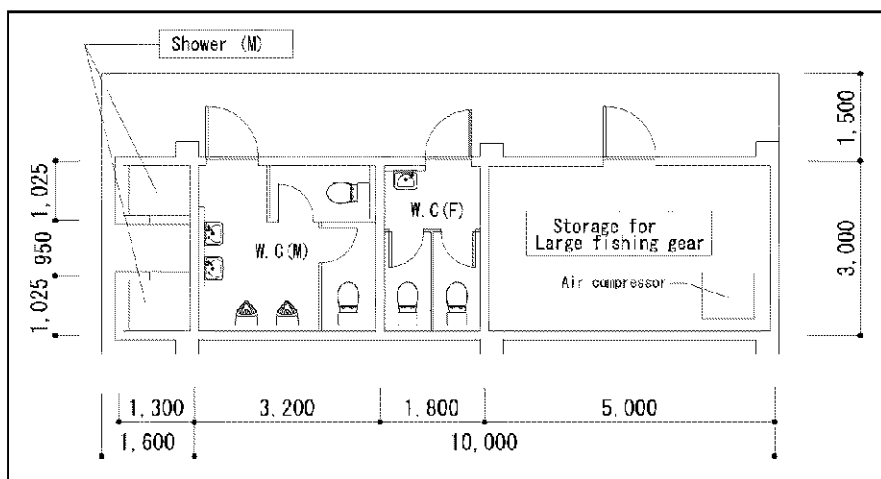 Shower (M)
1,500
1,025
950
1,025
W.C(M)
W.C(F)
Storage for
Large fishing gear
Air compressor
3,000
1,300
3,200
1,800
5,000
1,600
10,000